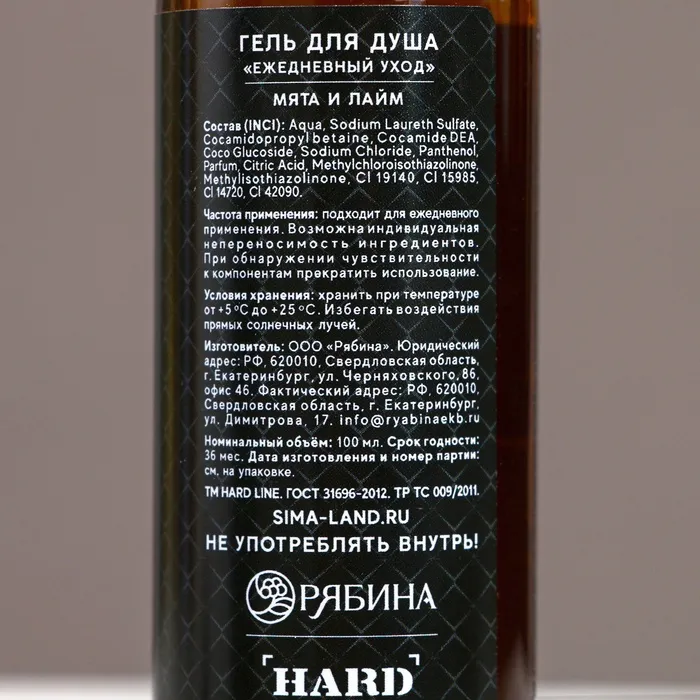 ГЕЛЬ ДЛЯ ДУША
«ЕЖЕДНЕВНЫЙ УХОД»
МЯТА И ЛАЙМ
Состав (INCI): Aqua, Sodium Laureth Sulfate,
Cocamidopropyl betaine, Cocamide DEA,
Coco Glucoside, Sodium Chloride, Panthenol,
Parfum, Citric Acid, Methylchloroisothiazolinone,
Methylisothiazolinone, CI 19140, CI 15985,
CI 14720, CI 42090.
Частота применения: подходит для ежедневного
применения. Возможна индивидуальная
непереносимость ингредиентов.
При обнаружении чувствительности
к компонентам прекратить использование.
Условия хранения: хранить при температуре
от +5 °C до +25 °C. Избегать воздействия
прямых солнечных лучей.
Изготовитель: ООО «Рябина». Юридический
адрес: РФ, 620010, Свердловская область,
г. Екатеринбург, ул. Черняховского, 86,
офис 46. Фактический адрес: РФ, 620010,
Свердловская область, г. Екатеринбург,
ул. Димитрова, 17. info@ryabinaekb.ru
Номинальный объём: 100 мл. Срок годности:
36 мес. Дата изготовления и номер партии:
см. на упаковке.
TM HARD LINE. ГОСТ 31696-2012. ТР ТС 009/2011.
SIMA-LAND.RU
НЕ УПОТРЕБЛЯТЬ ВНУТРЬ!
РЯБИНА
HARD